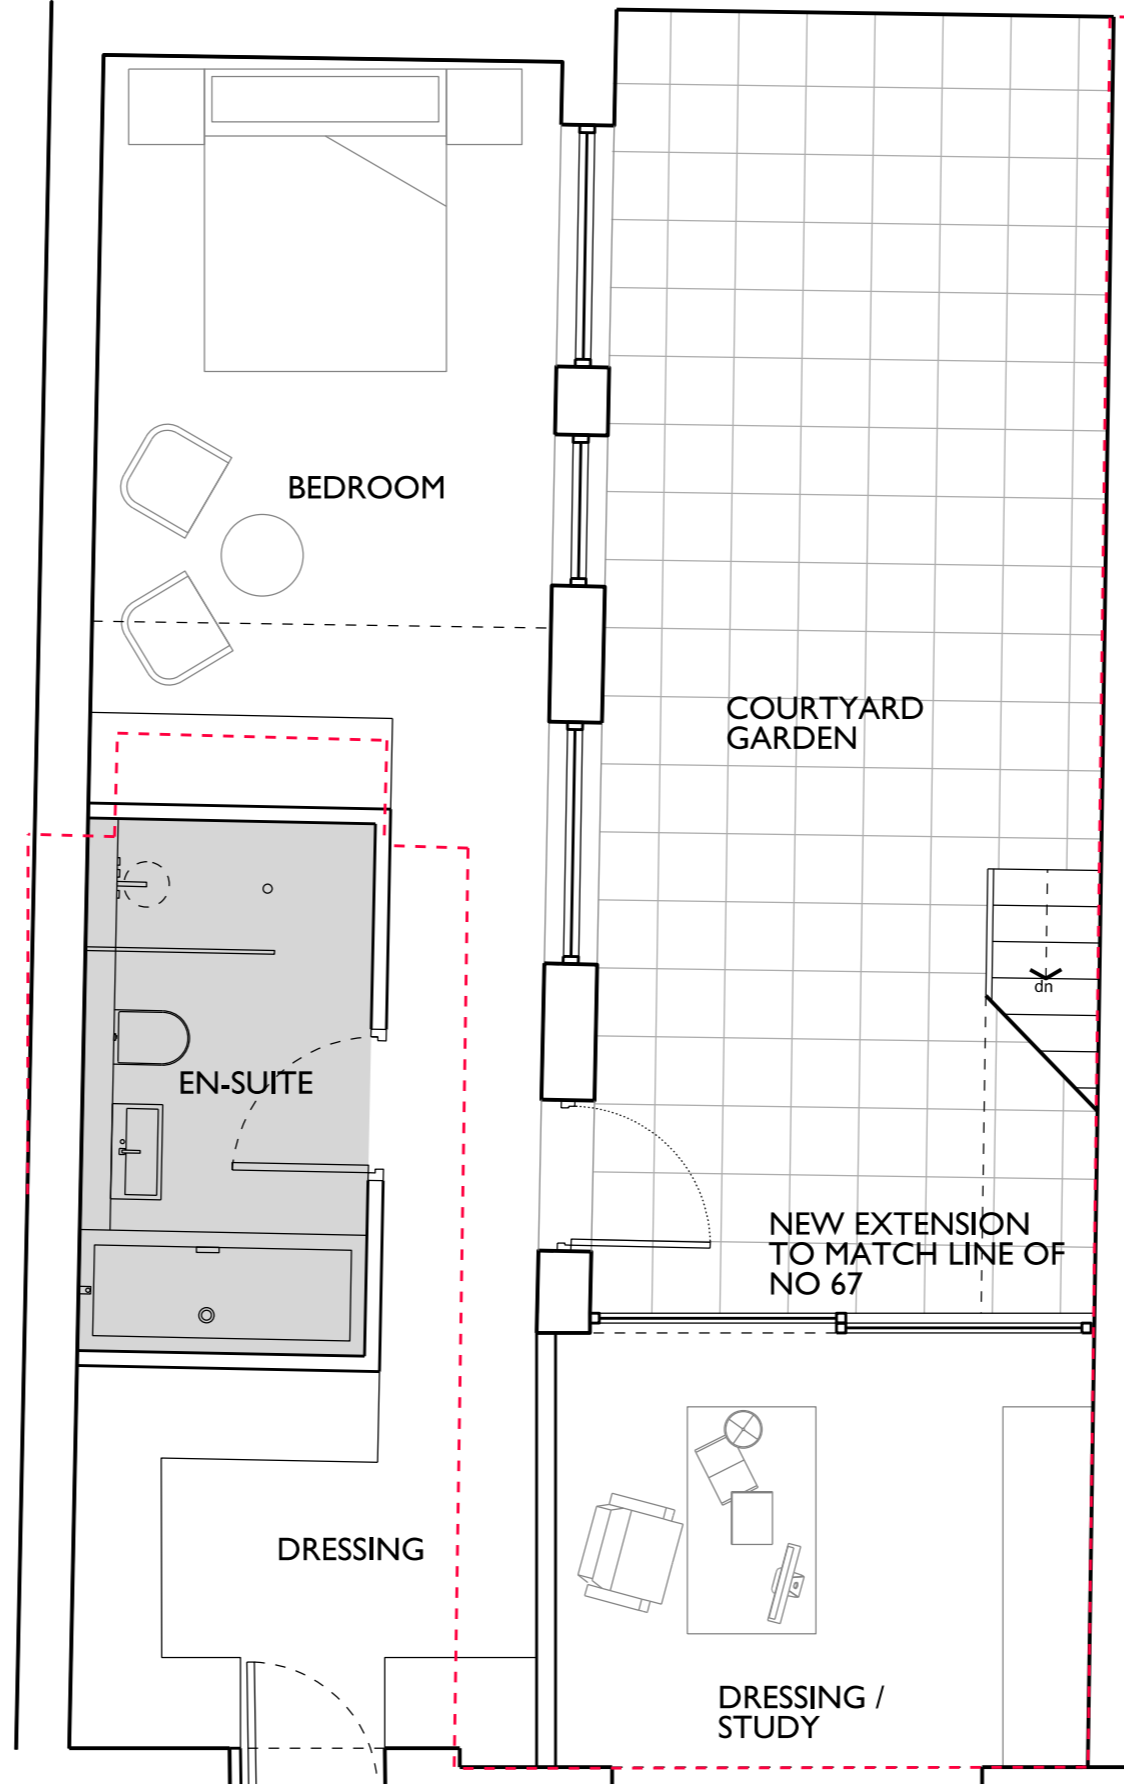 BEDROOM
COURTYARD
GARDEN
dn
EN-SUITE
NEW EXTENSION
TO MATCH LINE OF
NO 67
DRESSING
DRESSING /
STUDY